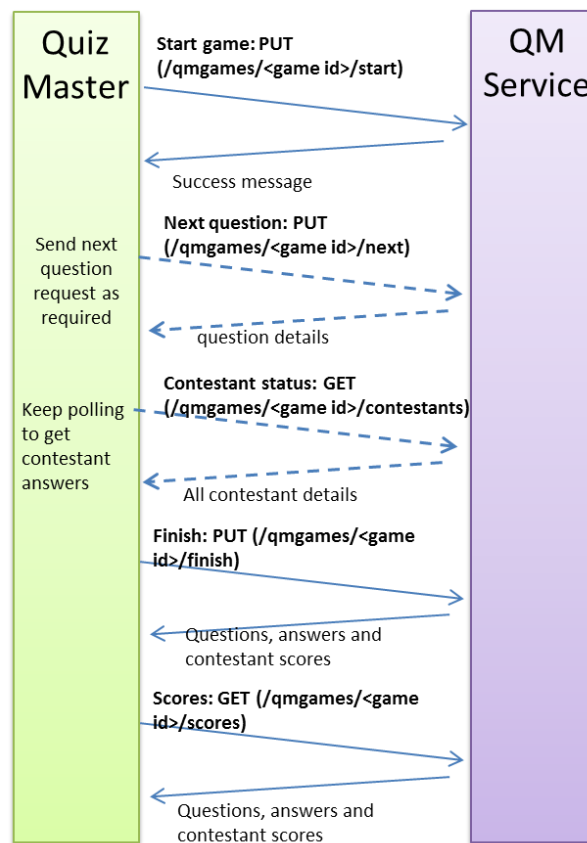 Quiz
Master
QM
Service
Start game: PUT
(/qmgames/<game id>/start)
Success message
Next question: PUT
(/qmgames/<game id>/next)
Send next
question
request as
required
question details
Contestant status: GET
(/qmgames/<game id>/contestants)
Keep polling
to get
contestant
answers
All contestant details
Finish: PUT (/qmgames/<game
id>/finish)
Questions, answers and
contestant scores
Scores: GET (/qmgames/<game
id>/scores)
Questions, answers and
contestant scores